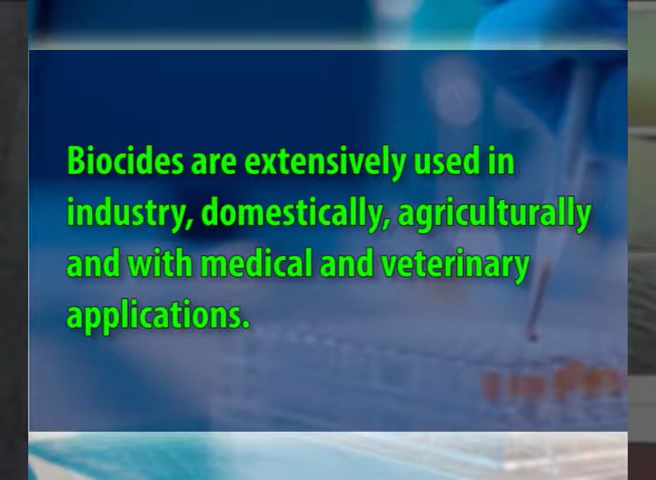 Biocides are extensively used in
industry, domestically, agriculturally
and with medical and veterinary
applications.